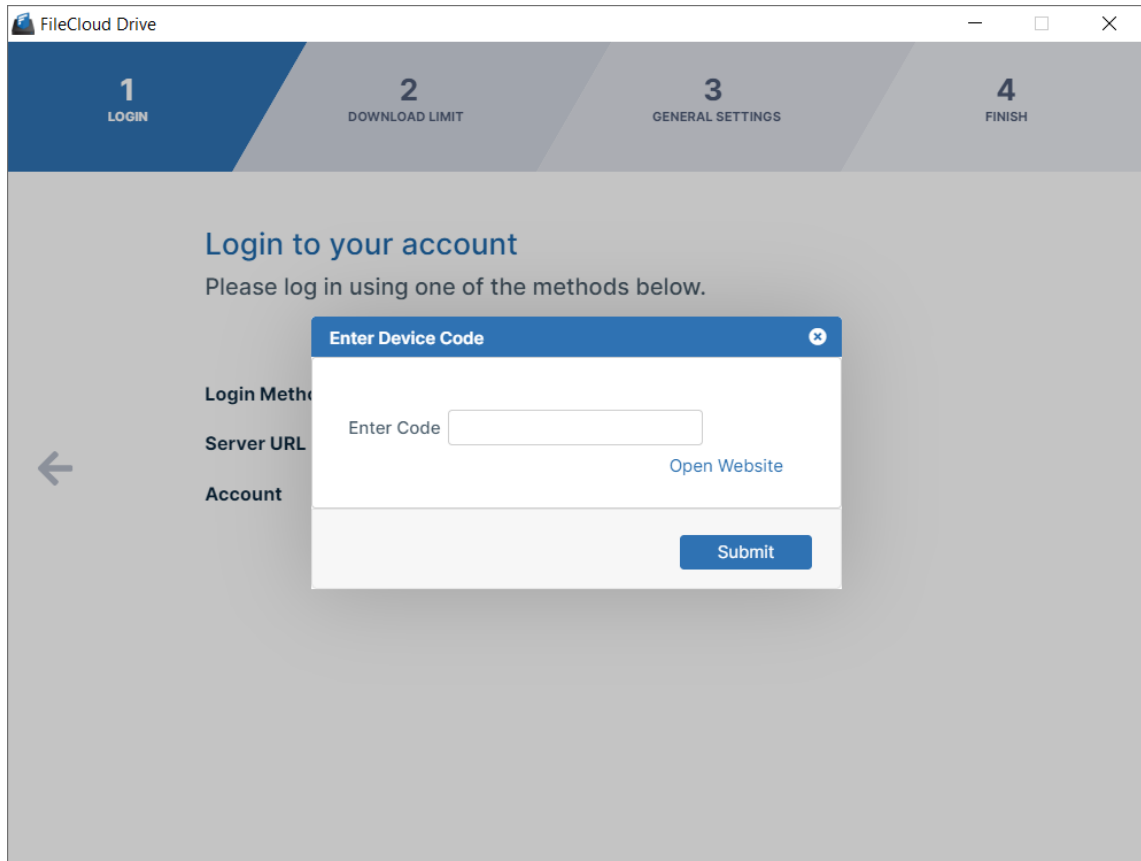 FileCloud Drive
1
LOGIN
2
DOWNLOAD LIMIT
3
GENERAL SETTINGS
4
FINISH
Login to your account
Please log in using one of the methods below.
Enter Device Code
Login Metho
Enter Code
Server URL
Open Website
Account
Submit